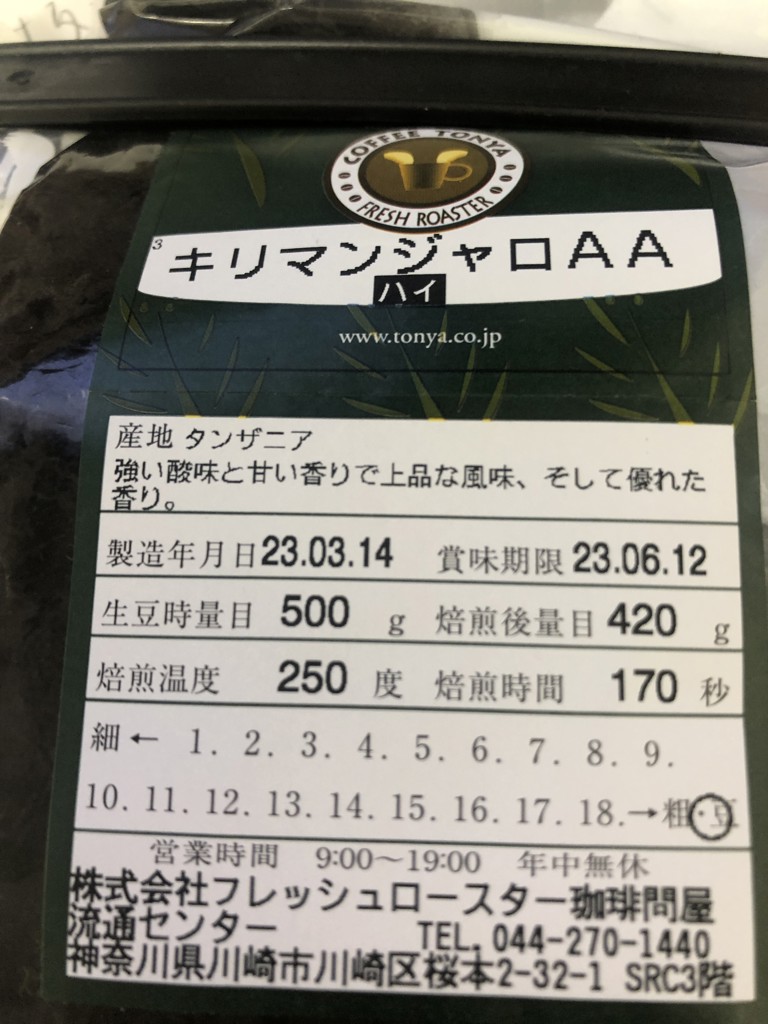 COFFEE TONYA
FRESH ROASTER
3
キリマンジャロAA
ハイ
www.tonya.co.jp
産地 タンザニア
強い酸味と甘い香りで上品な風味、そして優れた
香り。
製造年月日 23.03.14 賞味期限 23.06.12
生豆時量目 500 g 焙煎後量目 420 g
焙煎温度 250 度 焙煎時間 170 秒
細← 1. 2. 3. 4. 5. 6. 7. 8. 9.
10. 11. 12. 13. 14. 15. 16. 17. 18.→粗・豆
営業時間 9:00～19:00 年中無休
株式会社フレッシュロースター珈琲問屋
流通センター TEL. 044-270-1440
神奈川県川崎市川崎区桜本2-32-1 SRC3階